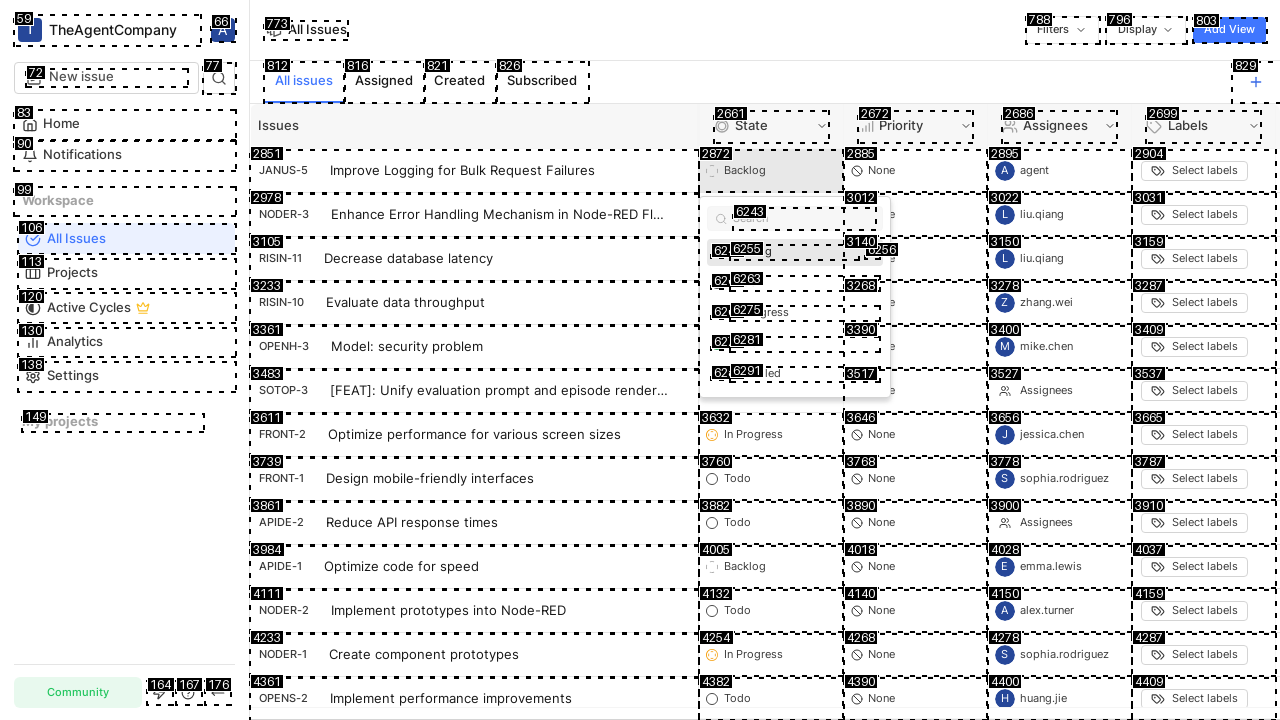 59
T TheAgentCompany
66
A
72
New issue
77
83
Home
90
Notifications
99
Workspace
106
All Issues
113
Projects
120
Active Cycles
130
Analytics
138
Settings
149
My projects
Community
164
167
176
773
All Issues
788
Filters
796
Display
803
Add View
812
All issues
816
Assigned
821
Created
826
Subscribed
829
Issues
2661
State
2672
Priority
2686
Assignees
2699
Labels
2851 2872 2885 2895 2904
JANUS-5 Improve Logging for Bulk Request Failures Backlog None A agent Select labels
2978 3012 3022 3031
NODER-3 Enhance Error Handling Mechanism in Node-RED Fl... L liu.qiang Select labels
6243
Search
3105 3140 3150 3159
RISIN-11 Decrease database latency L liu.qiang Select labels
6255 6256
3233 3268 3278 3287
RISIN-10 Evaluate data throughput Z zhang.wei Select labels
6263
6275
3361 3390 3400 3409
OPENH-3 Model: security problem M mike.chen Select labels
6281
3483 3517 3527 3537
SOTOP-3 [FEAT]: Unify evaluation prompt and episode render... Assignees Select labels
6291
3611 3632 3646 3656 3665
FRONT-2 Optimize performance for various screen sizes In Progress None J jessica.chen Select labels
3739 3760 3768 3778 3787
FRONT-1 Design mobile-friendly interfaces Todo None S sophia.rodriguez Select labels
3861 3882 3890 3900 3910
APIDE-2 Reduce API response times Todo None Assignees Select labels
3984 4005 4018 4028 4037
APIDE-1 Optimize code for speed Backlog None E emma.lewis Select labels
4111 4132 4140 4150 4159
NODER-2 Implement prototypes into Node-RED Todo None A alex.turner Select labels
4233 4254 4268 4278 4287
NODER-1 Create component prototypes In Progress None S sophia.rodriguez Select labels
4361 4382 4390 4400 4409
OPENS-2 Implement performance improvements Todo None H huang.jie Select labels